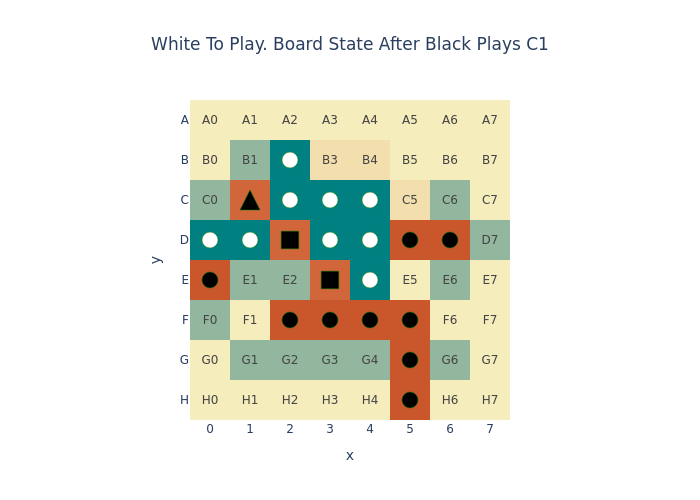 White To Play. Board State After Black Plays C1
A A0 A1 A2 A3 A4 A5 A6 A7
B B0 B1 B3 B4 B5 B6 B7
C C0 C5 C6 C7
D D7
E E1 E2 E5 E6 E7
F F0 F1 F6 F7
G G0 G1 G2 G3 G4 G6 G7
H H0 H1 H2 H3 H4 H6 H7
0 1 2 3 4 5 6 7
x
y